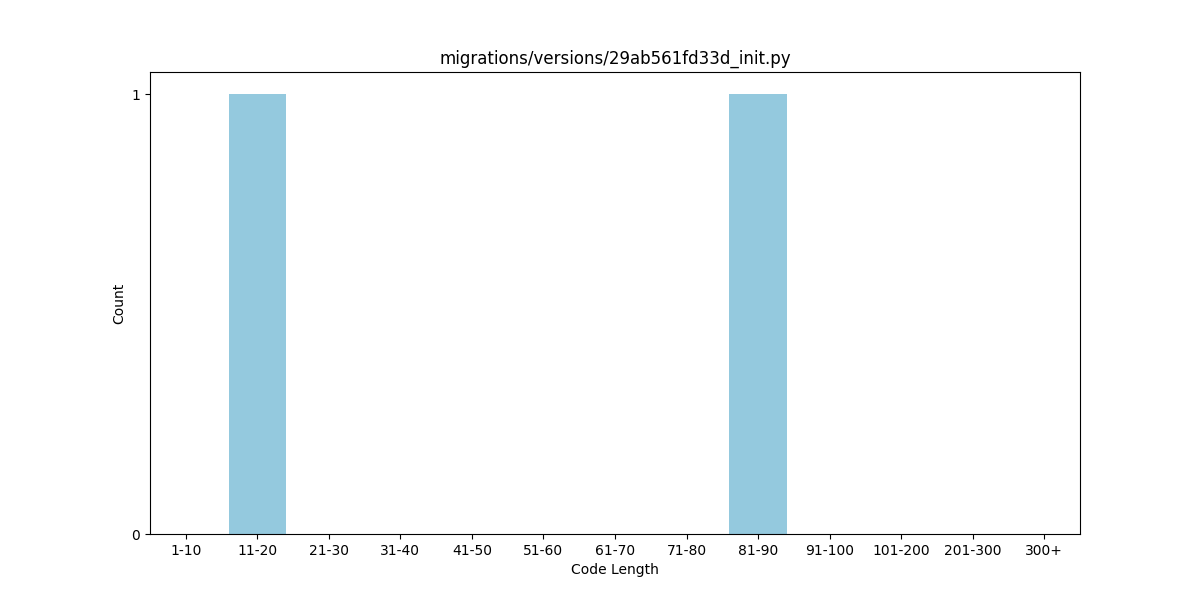 migrations/versions/29ab561fd33d_init.py
1
Count
0
1-10 11-20 21-30 31-40 41-50 51-60 61-70 71-80 81-90 91-100 101-200 201-300 300+
Code Length